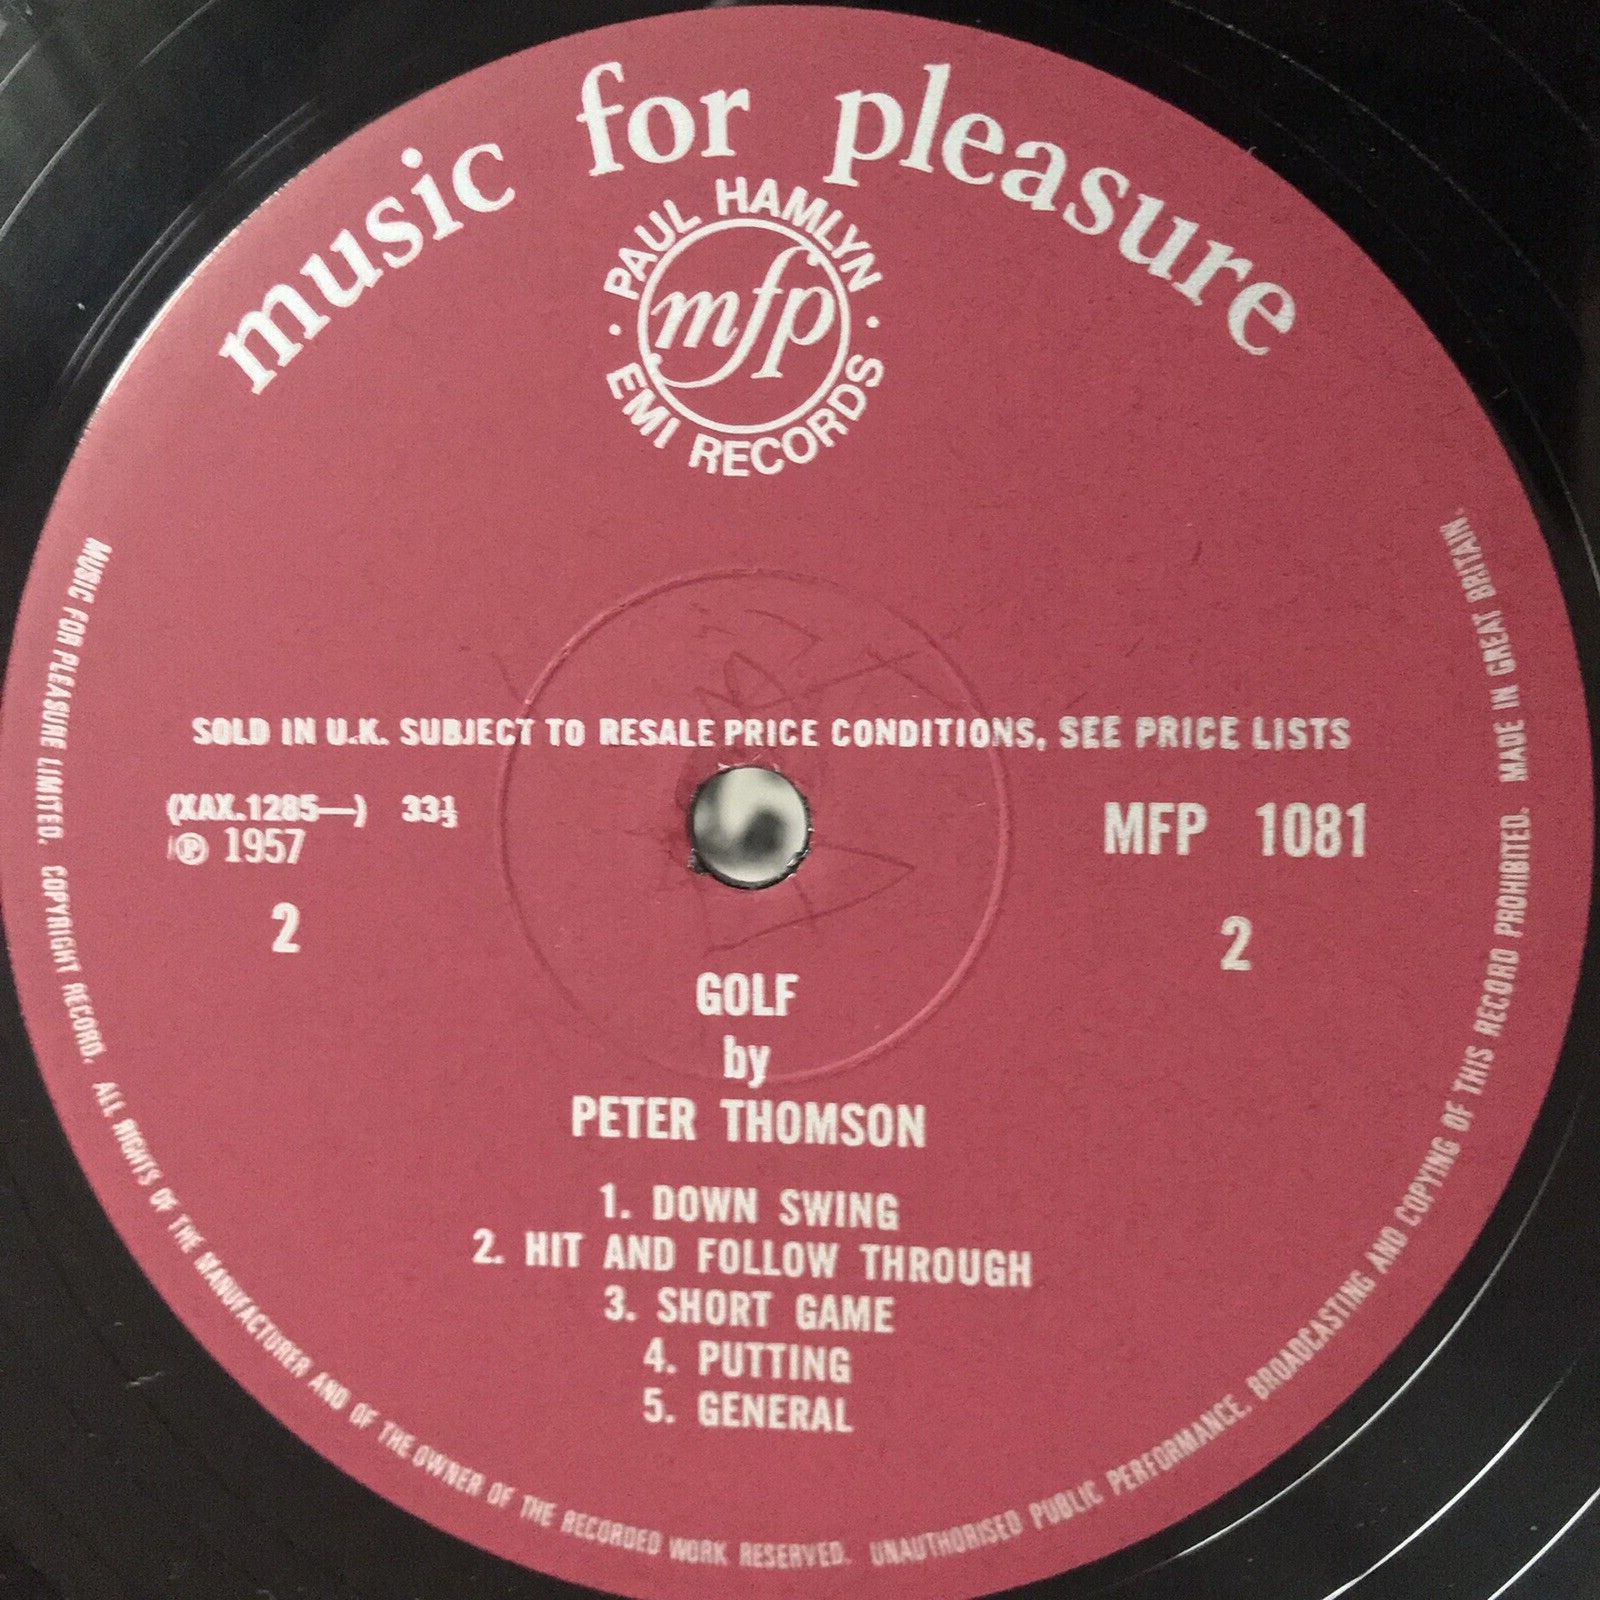 music for pleasure
PAUL HAMLYN
mfp
· EMI RECORDS ·
SOLD IN U.K. SUBJECT TO RESALE PRICE CONDITIONS, SEE PRICE LISTS
(XAX.1285—) 33⅓
℗ 1957
MFP 1081
2
2
GOLF
by
PETER THOMSON
1. DOWN SWING
2. HIT AND FOLLOW THROUGH
3. SHORT GAME
4. PUTTING
5. GENERAL
MUSIC FOR PLEASURE LIMITED. COPYRIGHT RECORD. ALL RIGHTS OF THE MANUFACTURER AND OF THE OWNER OF THE RECORDED WORK RESERVED. UNAUTHORISED PUBLIC PERFORMANCE, BROADCASTING AND COPYING OF THIS RECORD PROHIBITED. MADE IN GREAT BRITAIN.